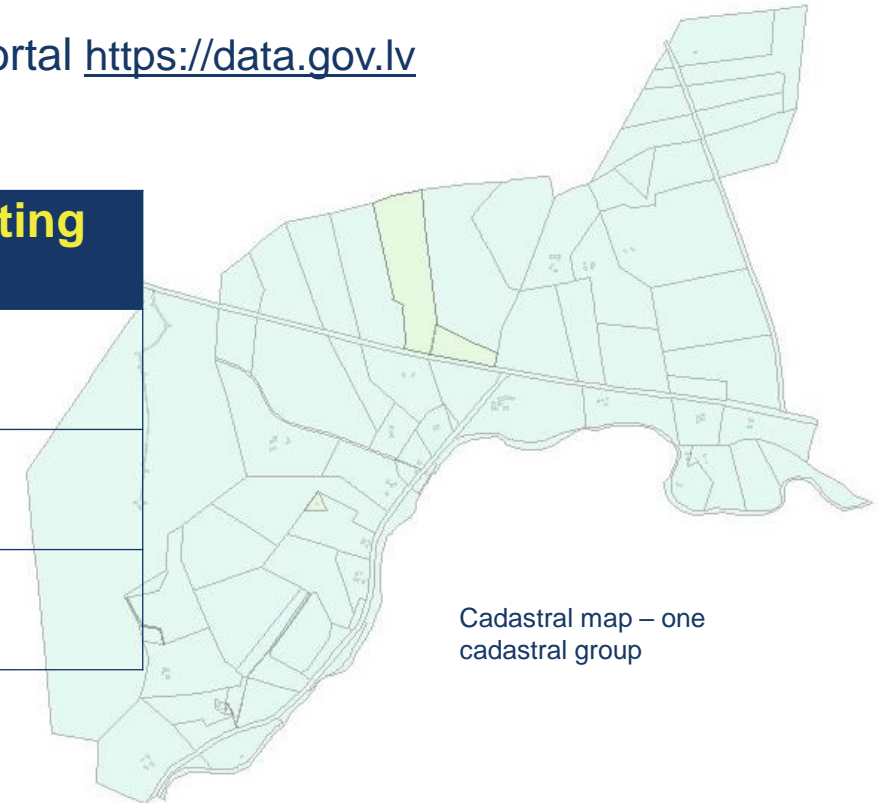 ortal https://data.gov.lv
ting
Cadastral map – one
cadastral group